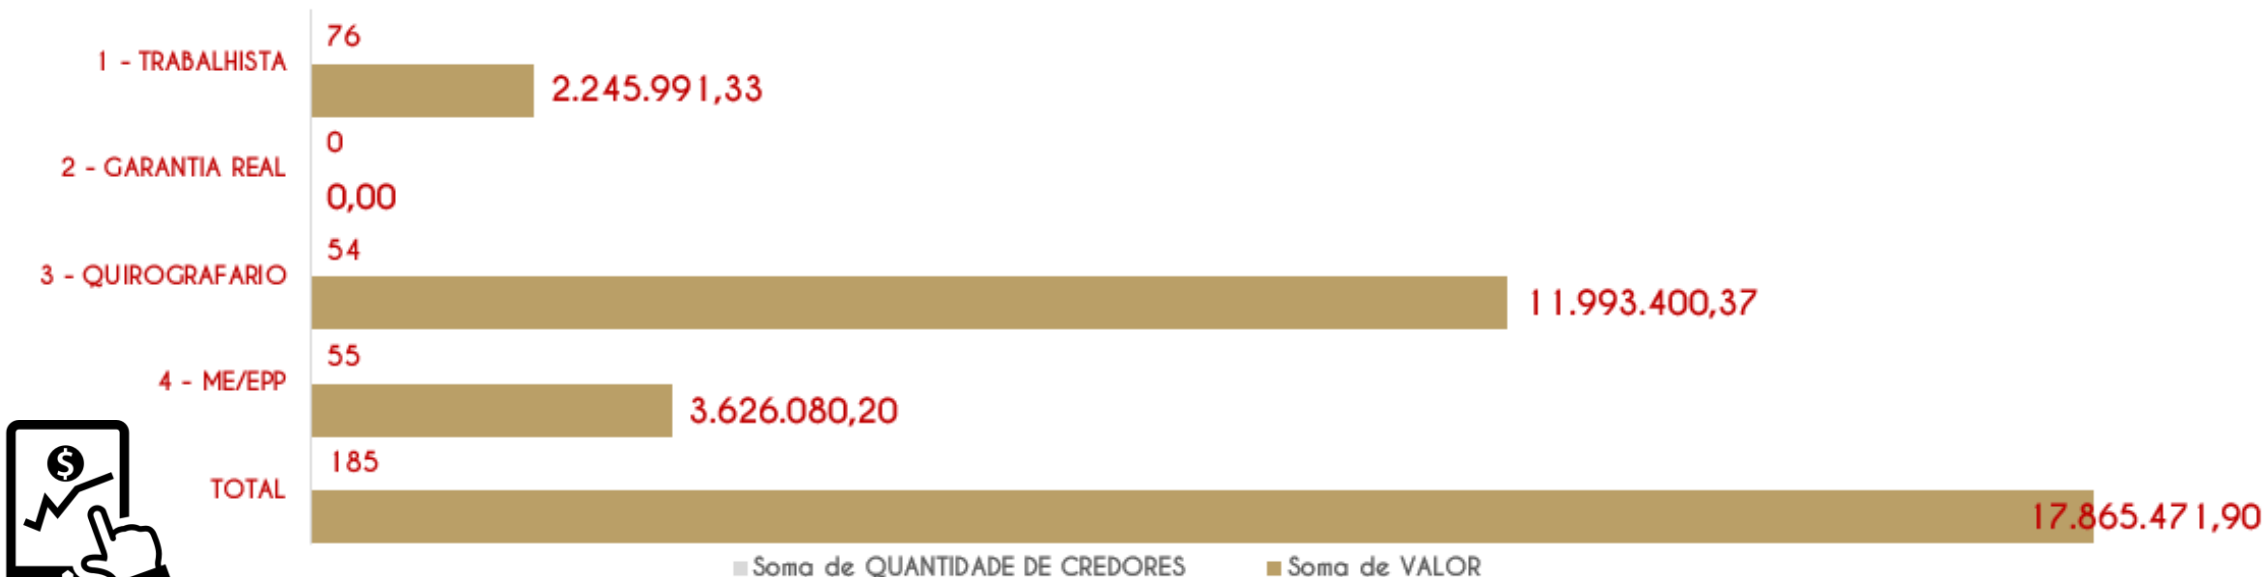 76
1 - TRABALHISTA
2.245.991,33
0
2 - GARANTIA REAL
0,00
54
3 - QUIROGRAFARIO
11.993.400,37
55
4 - ME/EPP
3.626.080,20
185
TOTAL
17.865.471,90
$
Soma de QUANTIDADE DE CREDORES Soma de VALOR